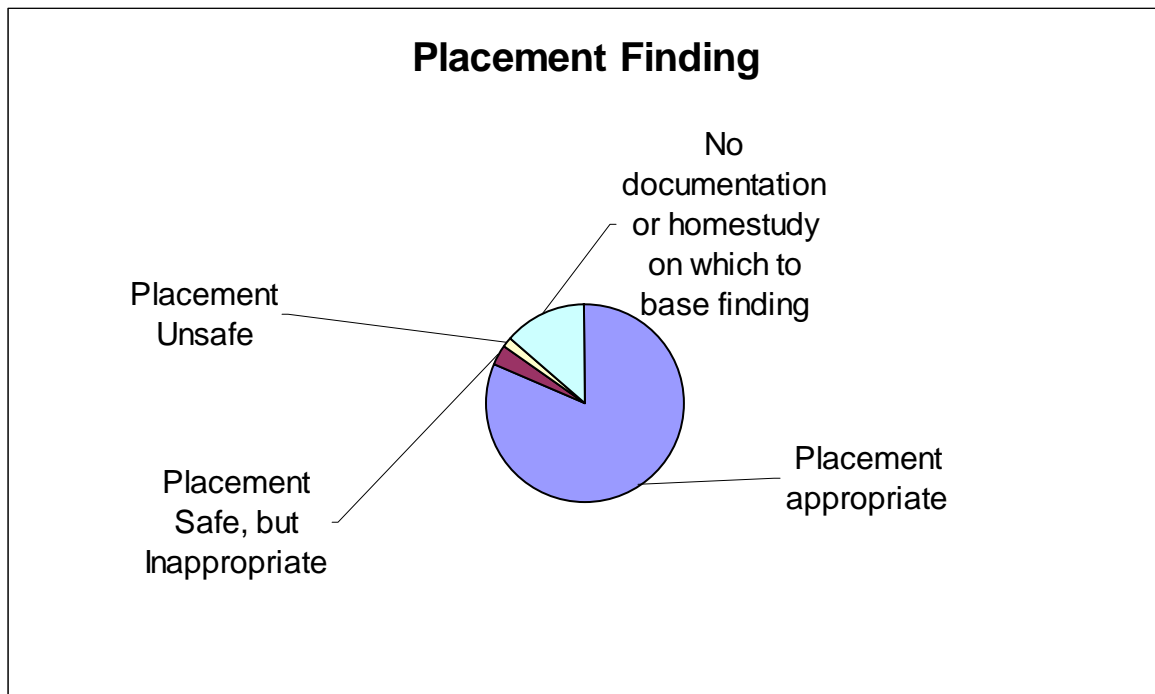 Placement Finding
No
documentation
or homestudy
on which to
base finding
Placement
Unsafe
Placement
appropriate
Placement
Safe, but
Inappropriate